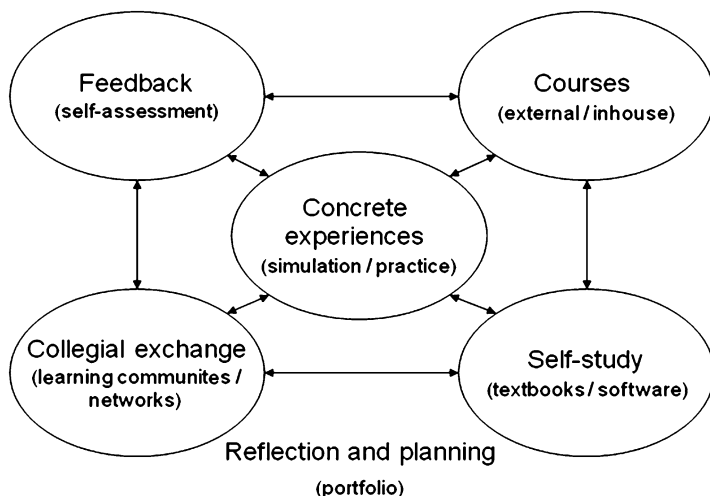 Feedback
(self-assessment)
Courses
(external / inhouse)
Concrete
experiences
(simulation / practice)
Collegial exchange
(learning communites /
networks)
Self-study
(textbooks / software)
Reflection and planning
(portfolio)